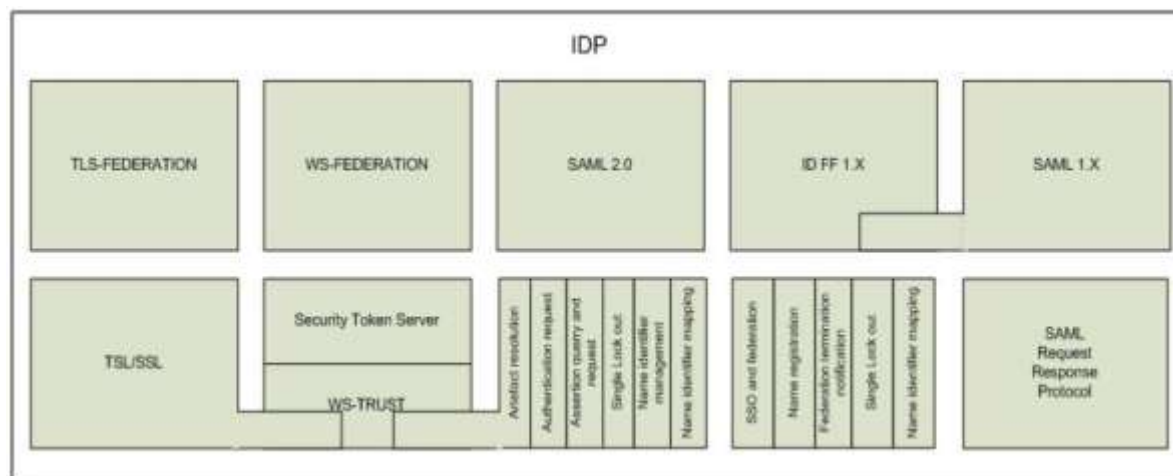 IDP
TLS-FEDERATION
WS-FEDERATION
SAML 2.0
ID FF 1.X
SAML 1.X
TSL/SSL
Security Token Server
WS-TRUST
Artefact resolution
Authentication request
Assertion querry and
request
Single Lock out
Name identifier
management
Name identifier mapping
SSO and federation
Name registration
Federation termination
notification
Single Lock out
Name identifier mapping
SAML
Request
Response
Protocol